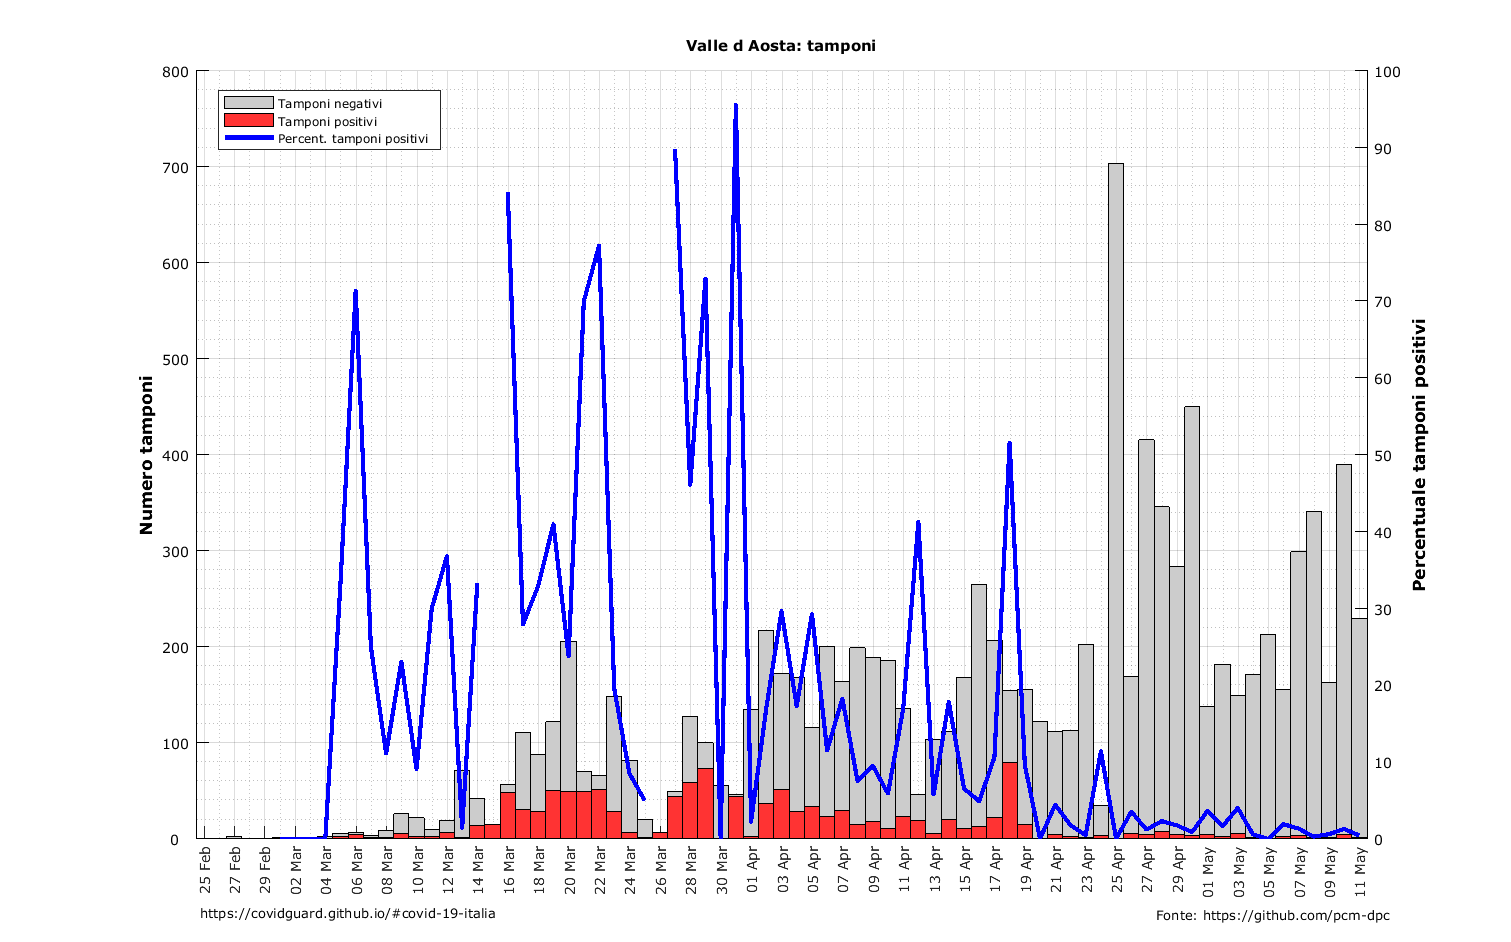 Valle d Aosta: tamponi
Tamponi negativi
Tamponi positivi
Percent. tamponi positivi
Numero tamponi
0
100
200
300
400
500
600
700
800
Percentuale tamponi positivi
0
10
20
30
40
50
60
70
80
90
100
25 Feb
27 Feb
29 Feb
02 Mar
04 Mar
06 Mar
08 Mar
10 Mar
12 Mar
14 Mar
16 Mar
18 Mar
20 Mar
22 Mar
24 Mar
26 Mar
28 Mar
30 Mar
01 Apr
03 Apr
05 Apr
07 Apr
09 Apr
11 Apr
13 Apr
15 Apr
17 Apr
19 Apr
21 Apr
23 Apr
25 Apr
27 Apr
29 Apr
01 May
03 May
05 May
07 May
09 May
11 May
https://covidguard.github.io/#covid-19-italia
Fonte: https://github.com/pcm-dpc